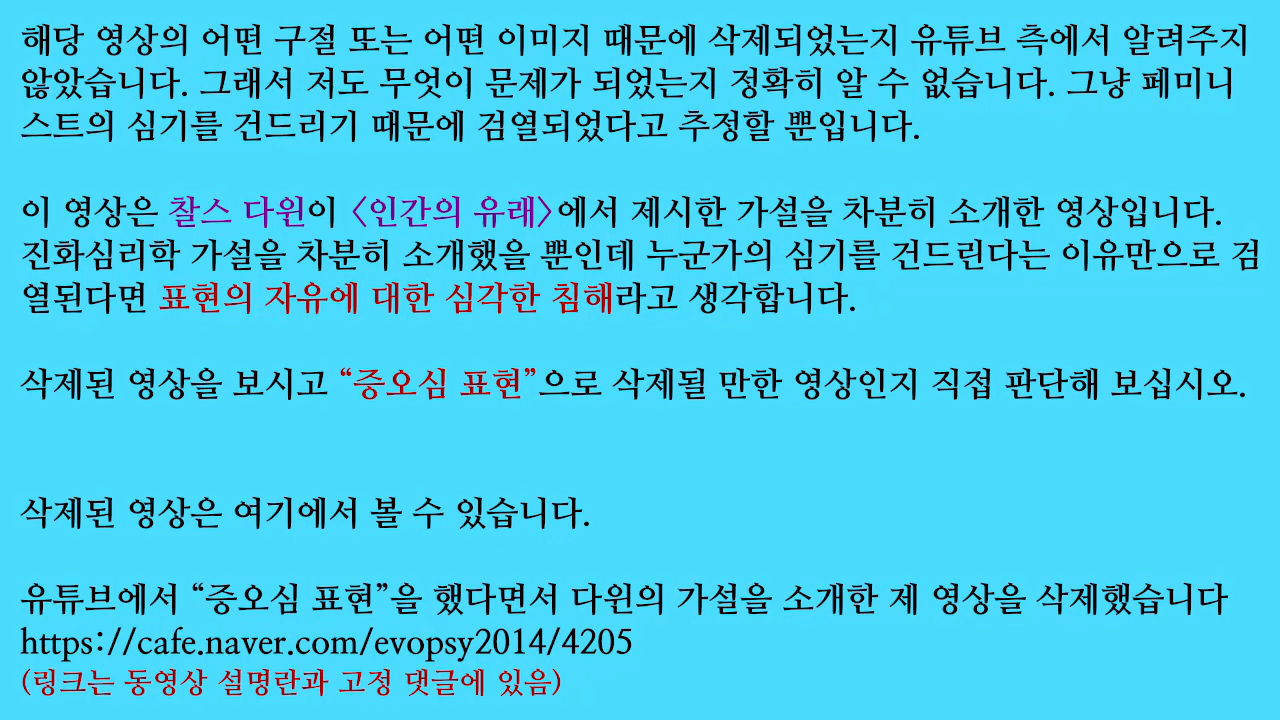 해당 영상의 어떤 구절 또는 어떤 이미지 때문에 삭제되었는지 유튜브 측에서 알려주지
않았습니다. 그래서 저도 무엇이 문제가 되었는지 정확히 알 수 없습니다. 그냥 페미니
스트의 심기를 건드리기 때문에 검열되었다고 추정할 뿐입니다.
이 영상은 찰스 다윈이 〈인간의 유래〉에서 제시한 가설을 차분히 소개한 영상입니다.
진화심리학 가설을 차분히 소개했을 뿐인데 누군가의 심기를 건드린다는 이유만으로 검
열된다면 표현의 자유에 대한 심각한 침해라고 생각합니다.
삭제된 영상을 보시고 “증오심 표현”으로 삭제될 만한 영상인지 직접 판단해 보십시오.
삭제된 영상은 여기에서 볼 수 있습니다.
유튜브에서 “증오심 표현”을 했다면서 다윈의 가설을 소개한 제 영상을 삭제했습니다
https://cafe.naver.com/evopsy2014/4205
(링크는 동영상 설명란과 고정 댓글에 있음)